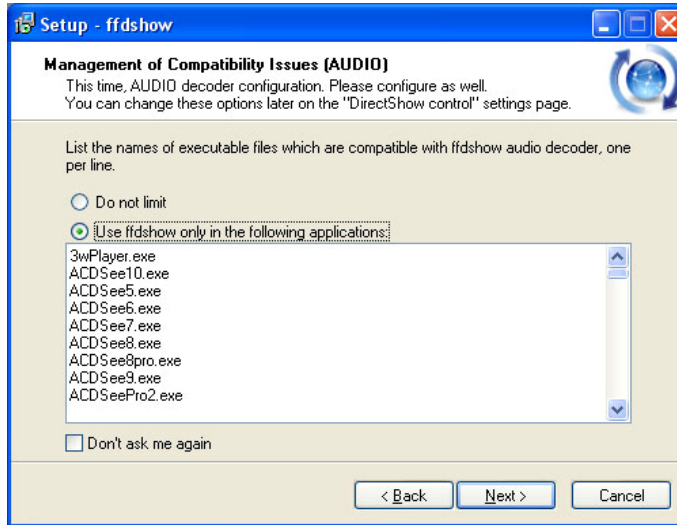 Setup - ffdshow
Management of Compatibility Issues (AUDIO)
This time, AUDIO decoder configuration. Please configure as well.
You can change these options later on the "DirectShow control" settings page.
List the names of executable files which are compatible with ffdshow audio decoder, one
per line.
Do not limit
Use ffdshow only in the following applications:
3wPlayer.exe
ACDSee10.exe
ACDSee5.exe
ACDSee6.exe
ACDSee7.exe
ACDSee8.exe
ACDSee8pro.exe
ACDSee9.exe
ACDSeePro2.exe
Don't ask me again
< Back Next > Cancel